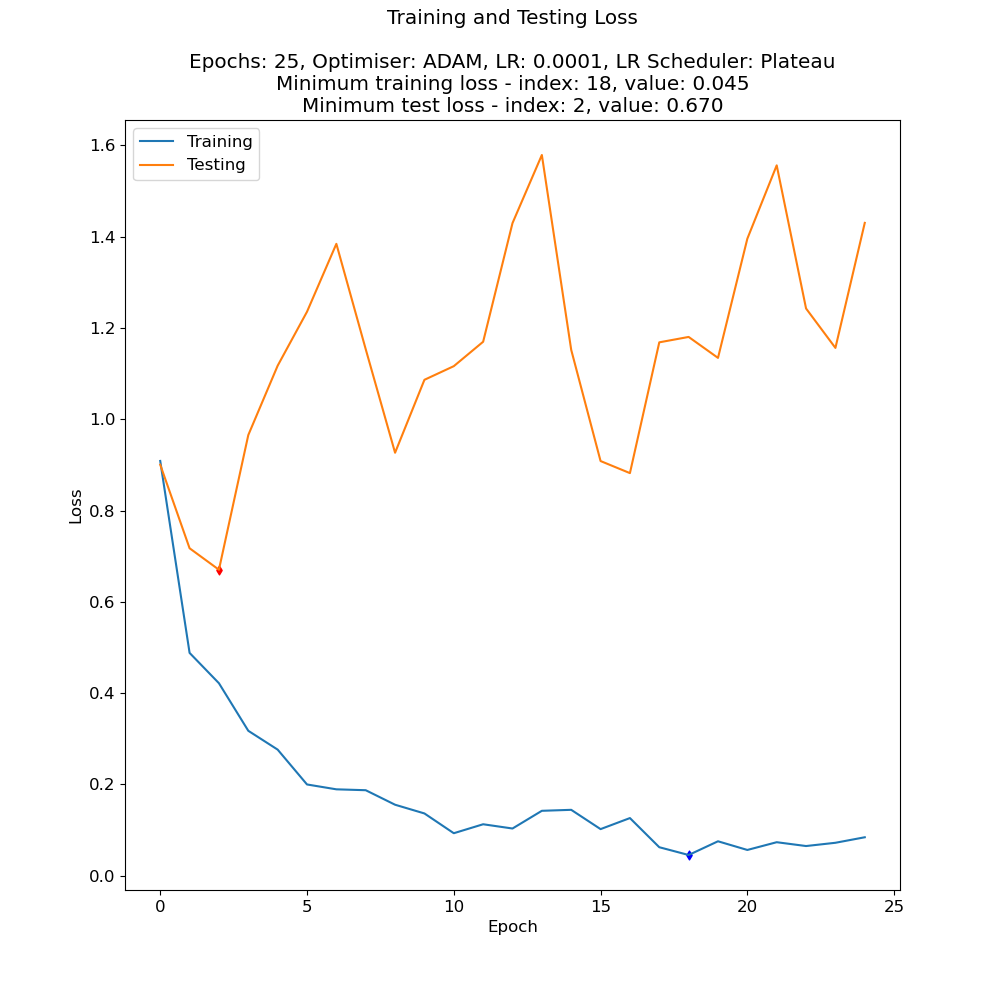 Training and Testing Loss
Epochs: 25, Optimiser: ADAM, LR: 0.0001, LR Scheduler: Plateau
Minimum training loss - index: 18, value: 0.045
Minimum test loss - index: 2, value: 0.670
Training
Testing
1.6
1.4
1.2
1.0
0.8
0.6
0.4
0.2
0.0
Loss
0 5 10 15 20 25
Epoch